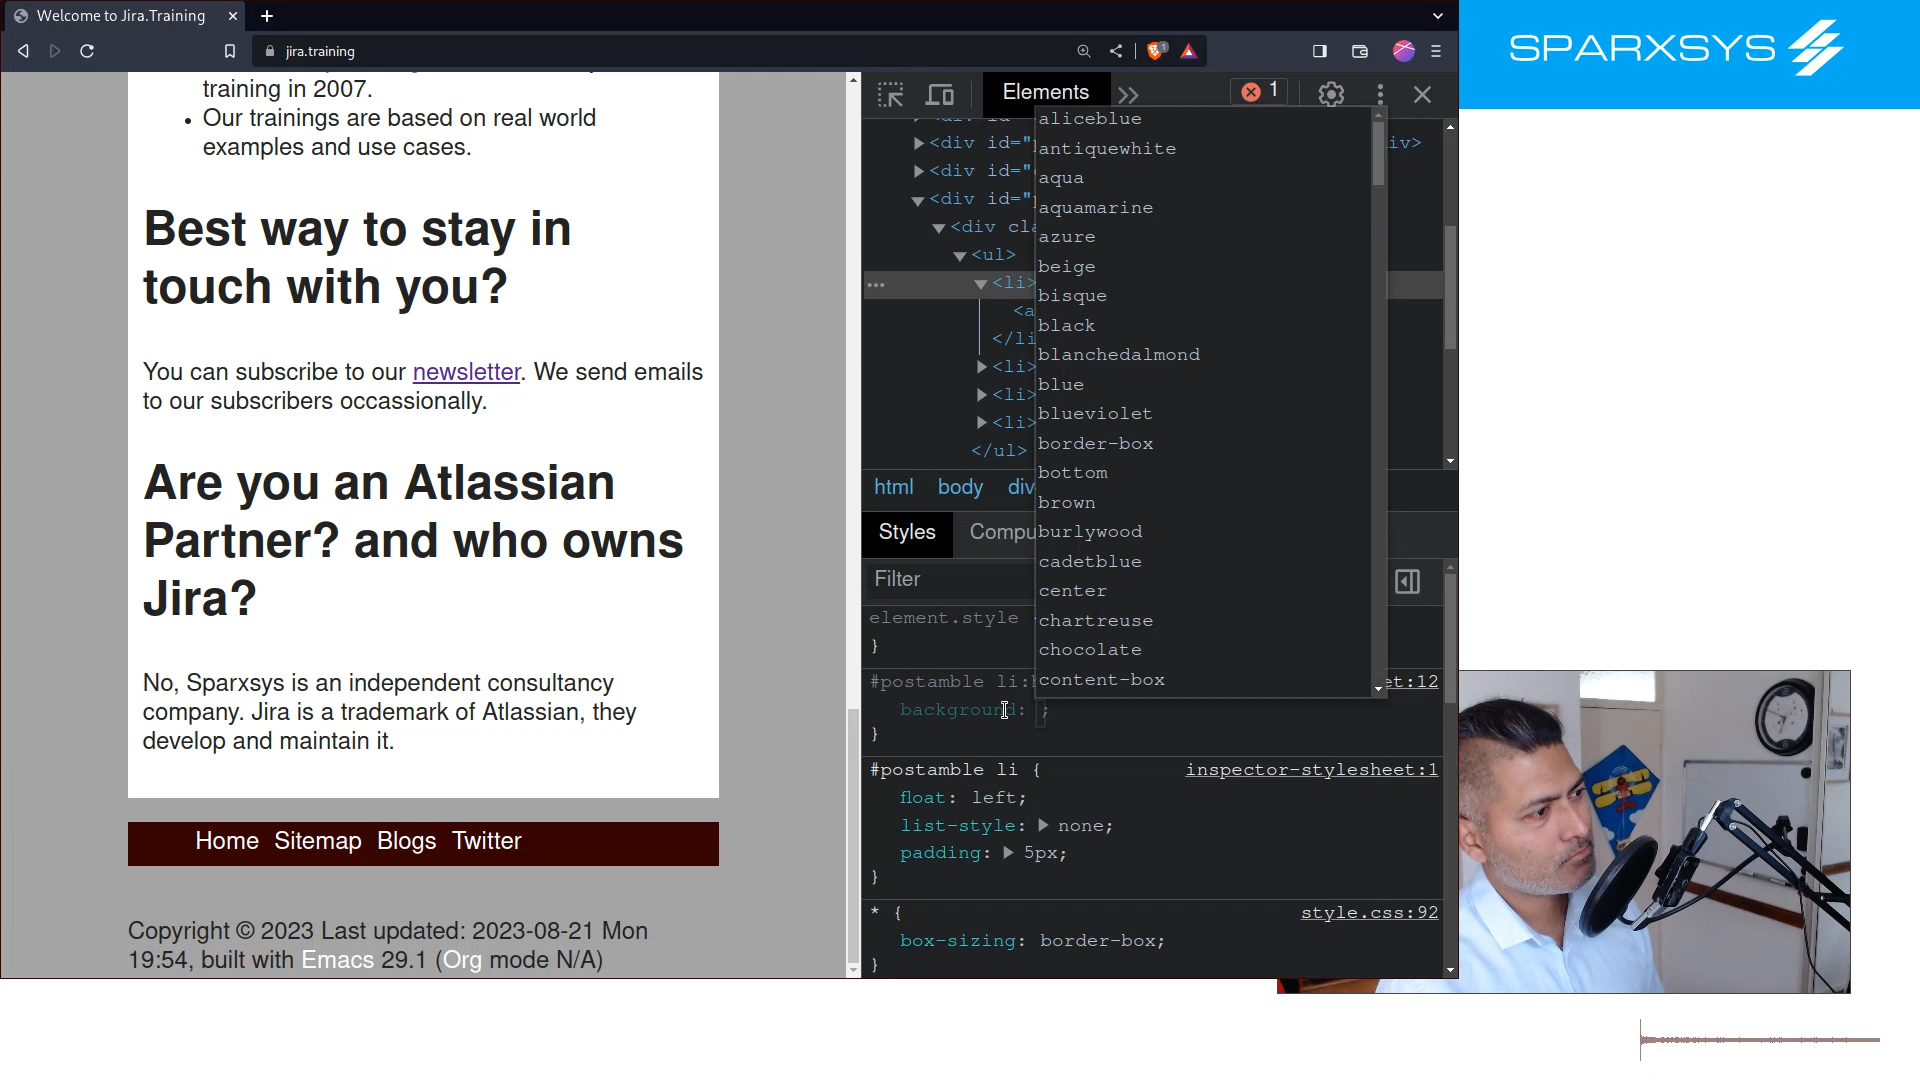 Welcome to Jira.Training
jira.training
1
training in 2007.
Our trainings are based on real world
examples and use cases.
Best way to stay in
touch with you?
You can subscribe to our newsletter. We send emails
to our subscribers occassionally.
Are you an Atlassian
Partner? and who owns
Jira?
No, Sparxsys is an independent consultancy
company. Jira is a trademark of Atlassian, they
develop and maintain it.
Home Sitemap Blogs Twitter
Copyright © 2023 Last updated: 2023-08-21 Mon
19:54, built with Emacs 29.1 (Org mode N/A)
Elements
1
<div id="
iv>
<div id="
<div id="
<div cla
<ul>
<li>
<a
</li
<li>
<li>
<li>
</ul>
html body div
aliceblue
antiquewhite
aqua
aquamarine
azure
beige
bisque
black
blanchedalmond
blue
blueviolet
border-box
bottom
brown
burlywood
cadetblue
center
chartreuse
chocolate
content-box
Styles Compu
Filter
element.style
}
#postamble li:h et:12
background: ;
}
#postamble li { inspector-stylesheet:1
float: left;
list-style: none;
padding: 5px;
}
* { style.css:92
box-sizing: border-box;
}
SPARXSYS